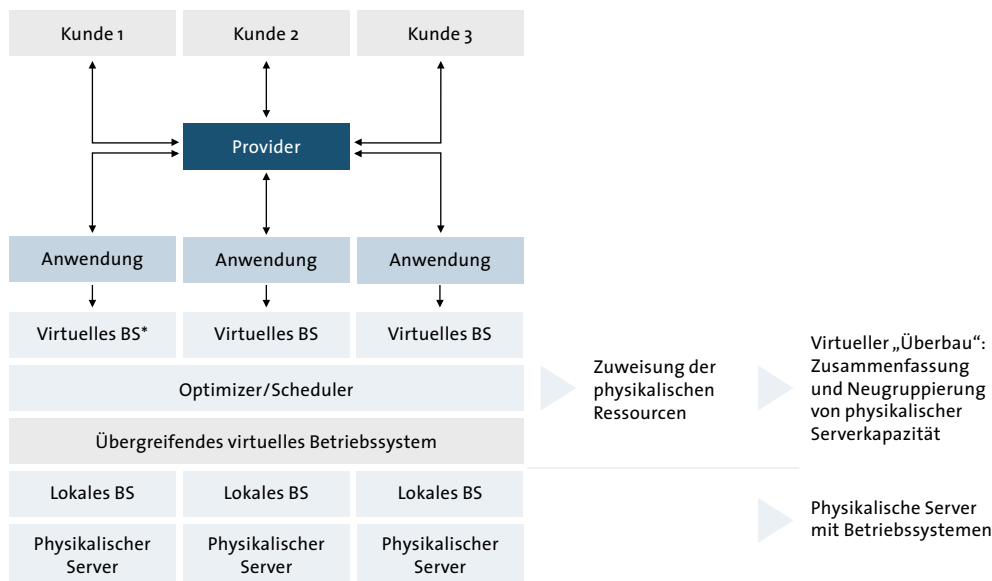 Kunde 1
Kunde 2
Kunde 3
Provider
Anwendung
Anwendung
Anwendung
Virtuelles BS*
Virtuelles BS
Virtuelles BS
Optimizer/Scheduler
Übergreifendes virtuelles Betriebssystem
Lokales BS
Lokales BS
Lokales BS
Physikalischer
Server
Physikalischer
Server
Physikalischer
Server
Zuweisung der
physikalischen
Ressourcen
Virtueller „Überbau“:
Zusammenfassung
und Neugruppierung
von physikalischer
Serverkapazität
Physikalische Server
mit Betriebssystemen